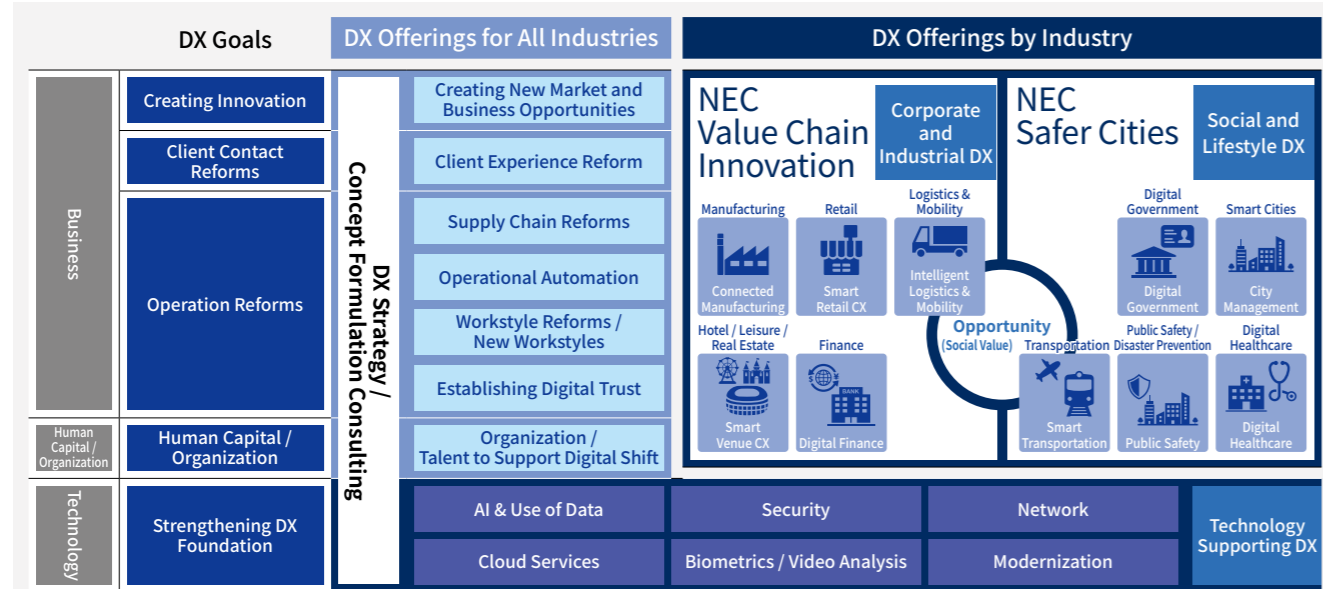 DX Goals
DX Offerings for All Industries
DX Offerings by Industry
Business
Creating Innovation
Client Contact
Reforms
Operation Reforms
Human
Capital /
Organization
Human Capital /
Organization
Technology
Strengthening DX
Foundation
DX Strategy /
Concept Formulation Consulting
Creating New Market and
Business Opportunities
Client Experience Reform
Supply Chain Reforms
Operational Automation
Workstyle Reforms /
New Workstyles
Establishing Digital Trust
Organization /
Talent to Support Digital Shift
NEC
Value Chain
Innovation
Corporate
and
Industrial DX
Manufacturing
Connected
Manufacturing
Retail
Smart
Retail CX
Logistics &
Mobility
Intelligent
Logistics &
Mobility
Hotel / Leisure /
Real Estate
Smart
Venue CX
Finance
BANK
Digital Finance
Opportunity
(Social Value)
NEC
Safer Cities
Social and
Lifestyle DX
Digital
Government
Digital
Government
Smart Cities
City
Management
Transportation
Smart
Transportation
Public Safety /
Disaster Prevention
Public Safety
Digital
Healthcare
Digital
Healthcare
AI & Use of Data
Security
Network
Cloud Services
Biometrics / Video Analysis
Modernization
Technology
Supporting DX